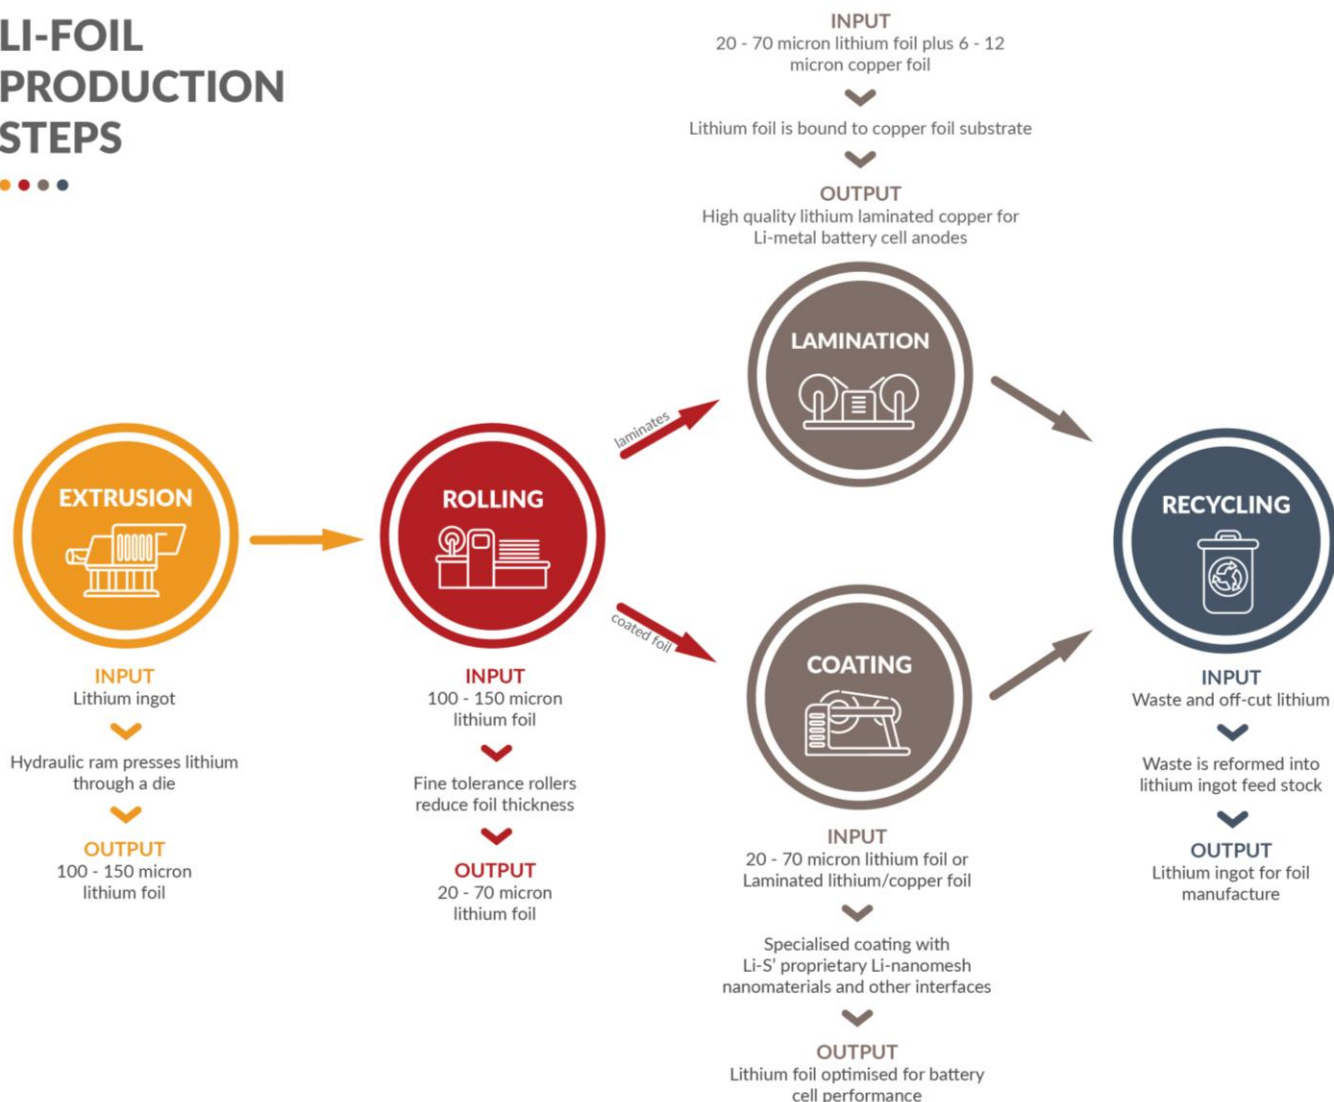 LI-FOIL
PRODUCTION
STEPS
INPUT
20 - 70 micron lithium foil plus 6 - 12
micron copper foil
Lithium foil is bound to copper foil substrate
OUTPUT
High quality lithium laminated copper for
Li-metal battery cell anodes
LAMINATION
laminates
EXTRUSION
INPUT
Lithium ingot
Hydraulic ram presses lithium
through a die
OUTPUT
100 - 150 micron
lithium foil
ROLLING
INPUT
100 - 150 micron
lithium foil
Fine tolerance rollers
reduce foil thickness
OUTPUT
20 - 70 micron
lithium foil
coated foil
COATING
INPUT
20 - 70 micron lithium foil or
Laminated lithium/copper foil
Specialised coating with
Li-S' proprietary Li-nanomesh
nanomaterials and other interfaces
OUTPUT
Lithium foil optimised for battery
cell performance
RECYCLING
INPUT
Waste and off-cut lithium
Waste is reformed into
lithium ingot feed stock
OUTPUT
Lithium ingot for foil
manufacture